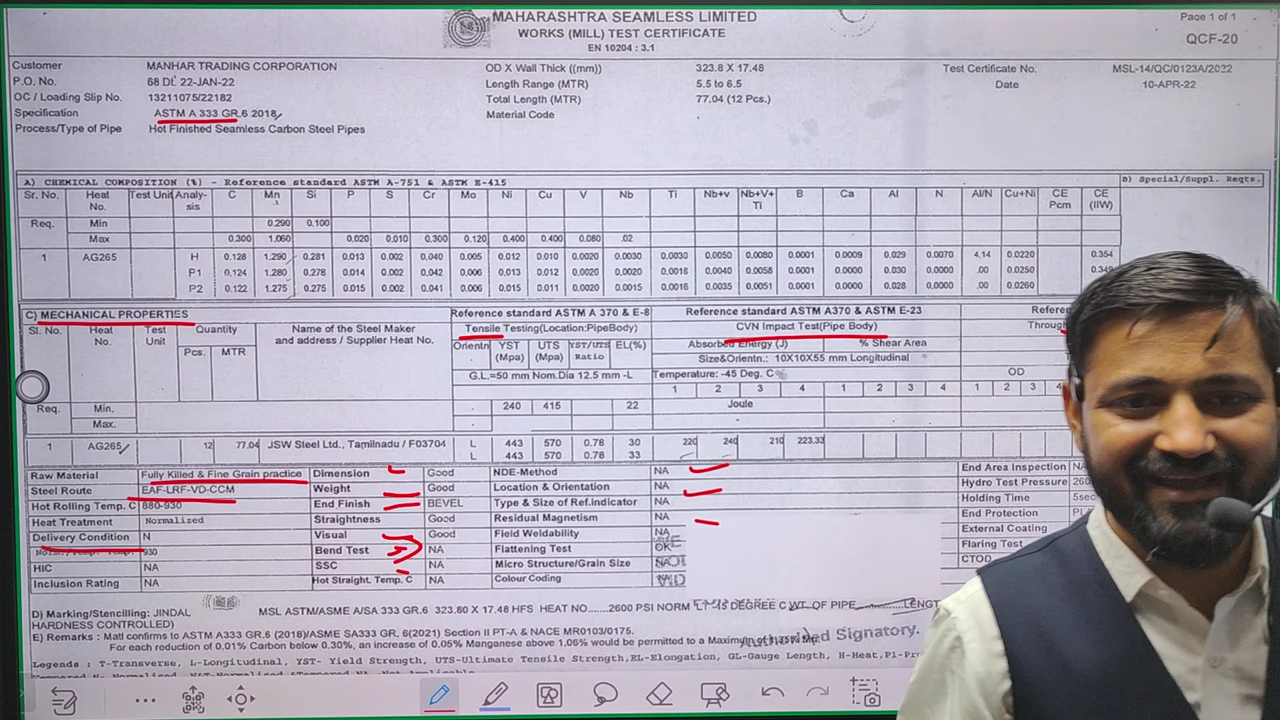 MAHARASHTRA SEAMLESS LIMITED
WORKS (MILL) TEST CERTIFICATE
EN 10204 : 3.1
Page 1 of 1
QCF-20
Customer MANHAR TRADING CORPORATION OD X Wall Thick ((mm) 323.8 X 17.48 Test Certificate No. MSL-14/QC/0123A/2022
P.O. No. 68 Dt. 22-JAN-22 Length Range (MTR) 5.5 to 6.5 Date 10-APR-22
OC / Loading Slip No. 13211075/22182 Total Length (MTR) 77.04 (12 Pcs.)
Specification ASTM A 333 GR.6 2018 Material Code
Process/Type of Pipe Hot Finished Seamless Carbon Steel Pipes
A) CHEMICAL COMPOSITION (%) - Reference standard ASTM A-751 & ASTM E-415 B) Special/Suppl. Reqts.
Sr. No. Heat No. Test Unit Analy-sis C Mn Si P S Cr Mo Ni Cu V Nb Ti Nb+v Nb+V+Ti B Ca Al N Al/N Cu+Ni CE Pcm CE (IIW)
Req. Min 0.290 0.100
Max 0.300 1.060 0.020 0.010 0.300 0.120 0.400 0.400 0.080 .02
1 AG265 H 0.128 1.290 0.281 0.013 0.002 0.040 0.005 0.012 0.010 0.0020 0.0030 0.0030 0.0050 0.0080 0.0001 0.0009 0.029 0.0070 4.14 0.0220 0.354
P1 0.124 1.280 0.278 0.014 0.002 0.042 0.006 0.013 0.012 0.0020 0.0020 0.0018 0.0040 0.0058 0.0001 0.0000 0.030 0.0000 .00 0.0250
P2 0.122 1.275 0.275 0.015 0.002 0.041 0.006 0.015 0.011 0.0020 0.0015 0.0016 0.0035 0.0051 0.0001 0.0000 0.028 0.0000 .00 0.0260
C) MECHANICAL PROPERTIES Reference standard ASTM A 370 & E-8 Reference standard ASTM A370 & ASTM E-23
Sl. No. Heat No. Test Unit Quantity Name of the Steel Maker and address / Supplier Heat No. Tensile Testing(Location:PipeBody) CVN Impact Test(Pipe Body)
Pcs. MTR Orientn YST (Mpa) UTS (Mpa) YST/UTS Ratio EL(%) Absorbed Energy (J) % Shear Area
Size&Orientn.: 10X10X55 mm Longitudinal
G.L.=50 mm Nom.Dia 12.5 mm -L Temperature: -45 Deg. C OD
1 2 3 4 1 2 3 4 1 2 3 4
Req. Min. . 240 415 22 Joule
Max.
1 AG265 12 77.04 JSW Steel Ltd., Tamilnadu / F03704 L 443 570 0.78 30 220 240 210 223.33
L 443 570 0.78 33
Raw Material Fully Killed & Fine Grain practice Dimension Good NDE-Method NA End Area Inspection
Steel Route EAF-LRF-VD-CCM Weight Good Location & Orientation NA Hydro Test Pressure
Hot Rolling Temp. C 880-930 End Finish BEVEL Type & Size of Ref.indicator NA Holding Time 5sec
Heat Treatment Normalized Straightness Good Residual Magnetism NA End Protection
Delivery Condition N Visual Good Field Weldability NA External Coating
930 Bend Test NA Flattening Test OK Flaring Test
HIC NA SSC NA Micro Structure/Grain Size CTOD
Inclusion Rating NA Hot Straight. Temp. C NA Colour Coding
D) Marking/Stencilling: JINDAL MSL ASTM/ASME A/SA 333 GR.6 323.80 X 17.48 HFS HEAT NO......2600 PSI NORM DEGREE C WT. OF PIPE
HARDNESS CONTROLLED)
E) Remarks : Matl confirms to ASTM A333 GR.6 (2018)/ASME SA333 GR. 6(2021) Section II PT-A & NACE MR0103/0175. Signatory.
For each reduction of 0.01% Carbon below 0.30%, an increase of 0.05% Manganese above 1.06% would be permitted to a Maximum
Legends : T-Transverse, L-Longitudinal, YST- Yield Strength, UTS-Ultimate Tensile Strength,EL-Elongation, GL-Gauge Length, H-Heat,